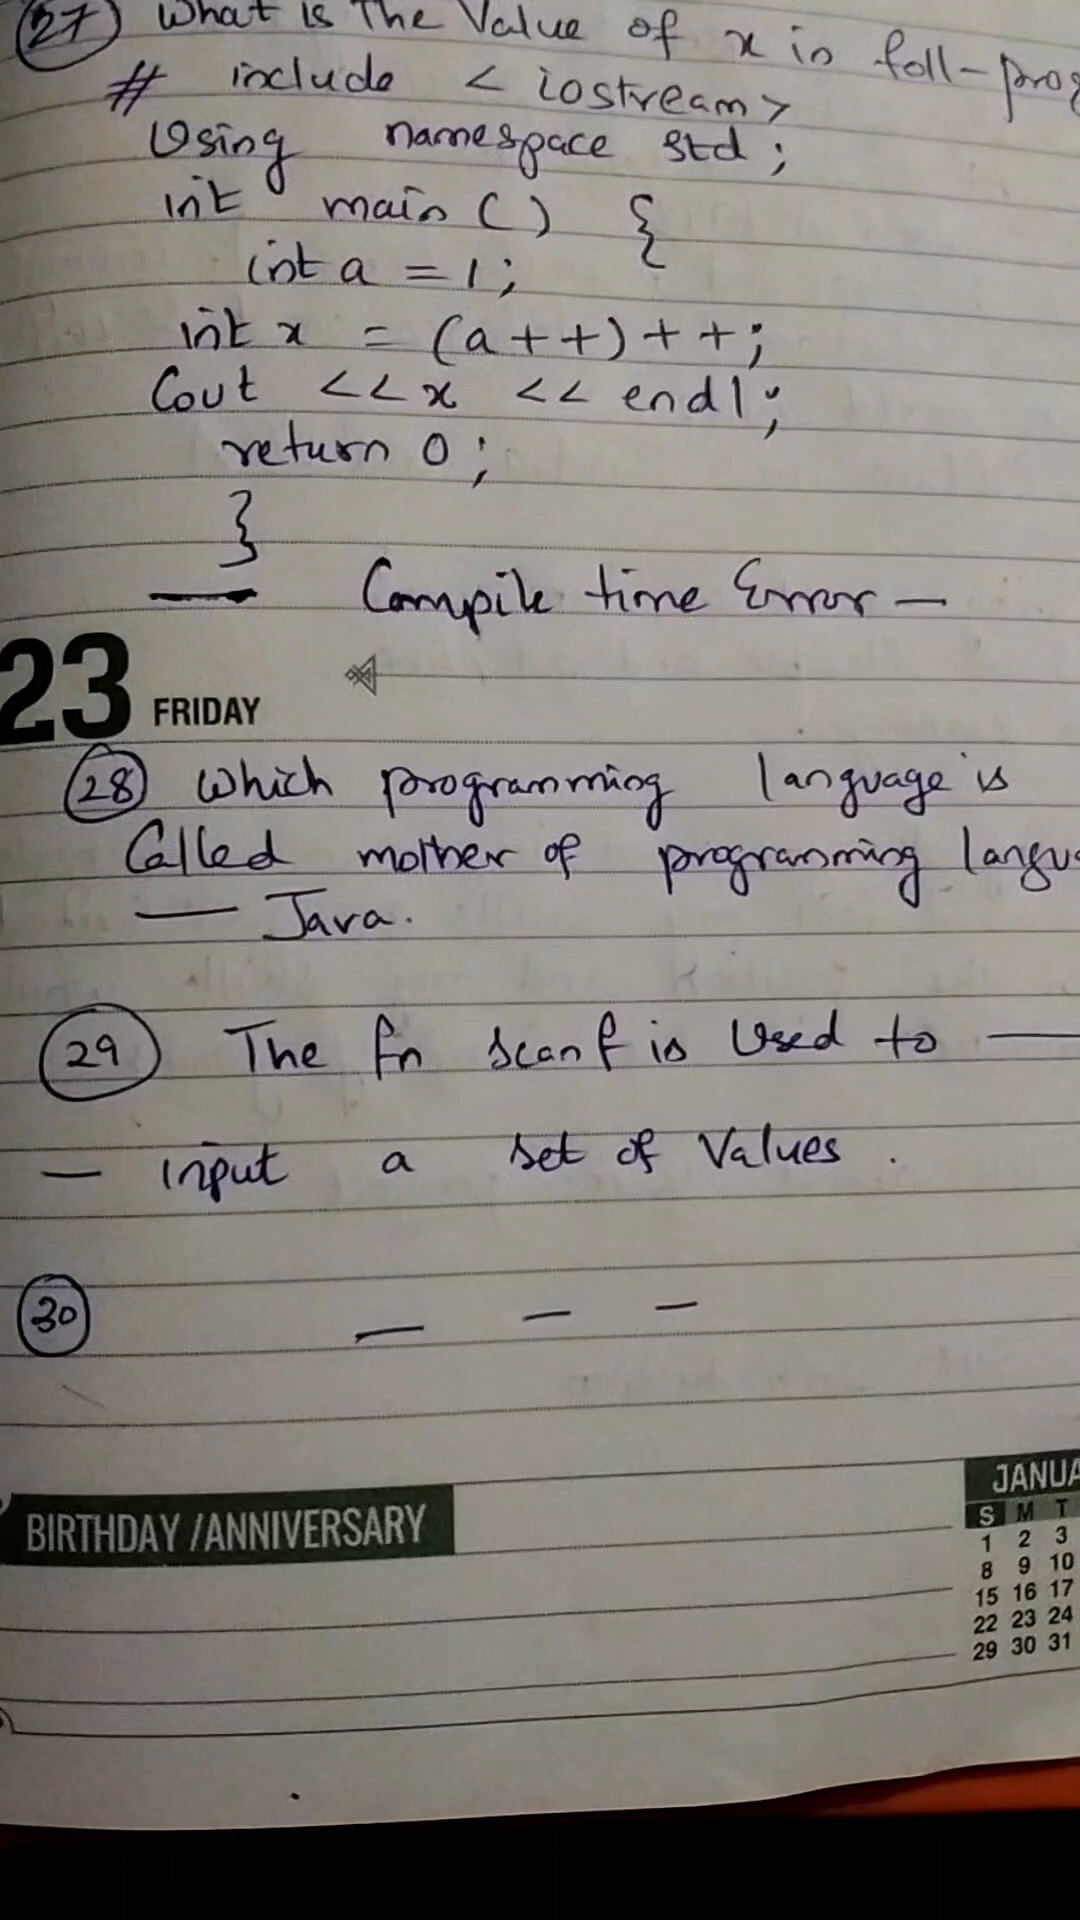 27 What is The Value of x in foll-prog
# include < iostream>
Using namespace std;
int main () {
int a = 1;
int x = (a++)++;
Cout << x << endl;
return 0;
}
— Compile time Error —
23 FRIDAY
28 Which programming language is
Called mother of programming langu
— Java.
29 The fn scanf is Used to —
— input a set of Values.
30 — — —
BIRTHDAY /ANNIVERSARY
JANUA
S M T
1 2 3
8 9 10
15 16 17
22 23 24
29 30 31